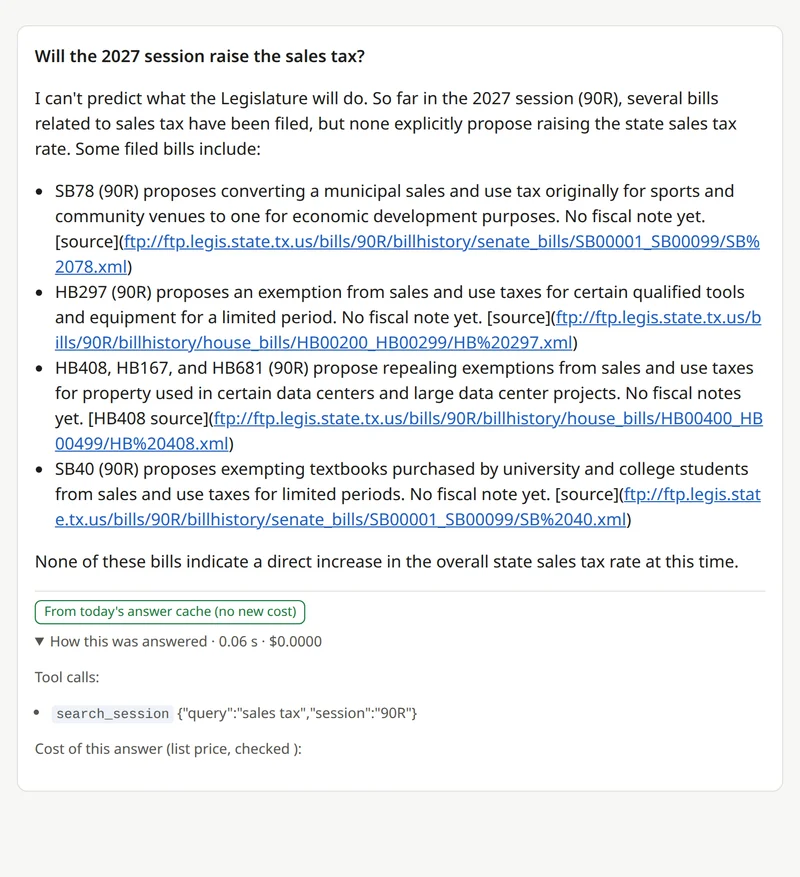 Will the 2027 session raise the sales tax?
I can't predict what the Legislature will do. So far in the 2027 session (90R), several bills
related to sales tax have been filed, but none explicitly propose raising the state sales tax
rate. Some filed bills include:
• SB78 (90R) proposes converting a municipal sales and use tax originally for sports and
community venues to one for economic development purposes. No fiscal note yet.
[source](ftp://ftp.legis.state.tx.us/bills/90R/billhistory/senate_bills/SB00001_SB00099/SB%
2078.xml)
• HB297 (90R) proposes an exemption from sales and use taxes for certain qualified tools
and equipment for a limited period. No fiscal note yet. [source](ftp://ftp.legis.state.tx.us/b
ills/90R/billhistory/house_bills/HB00200_HB00299/HB%20297.xml)
• HB408, HB167, and HB681 (90R) propose repealing exemptions from sales and use taxes
for property used in certain data centers and large data center projects. No fiscal notes
yet. [HB408 source](ftp://ftp.legis.state.tx.us/bills/90R/billhistory/house_bills/HB00400_HB
00499/HB%20408.xml)
• SB40 (90R) proposes exempting textbooks purchased by university and college students
from sales and use taxes for limited periods. No fiscal note yet. [source](ftp://ftp.legis.stat
e.tx.us/bills/90R/billhistory/senate_bills/SB00001_SB00099/SB%2040.xml)
None of these bills indicate a direct increase in the overall state sales tax rate at this time.
From today's answer cache (no new cost)
▼ How this was answered · 0.06 s · $0.0000
Tool calls:
• search_session {"query":"sales tax","session":"90R"}
Cost of this answer (list price, checked ):